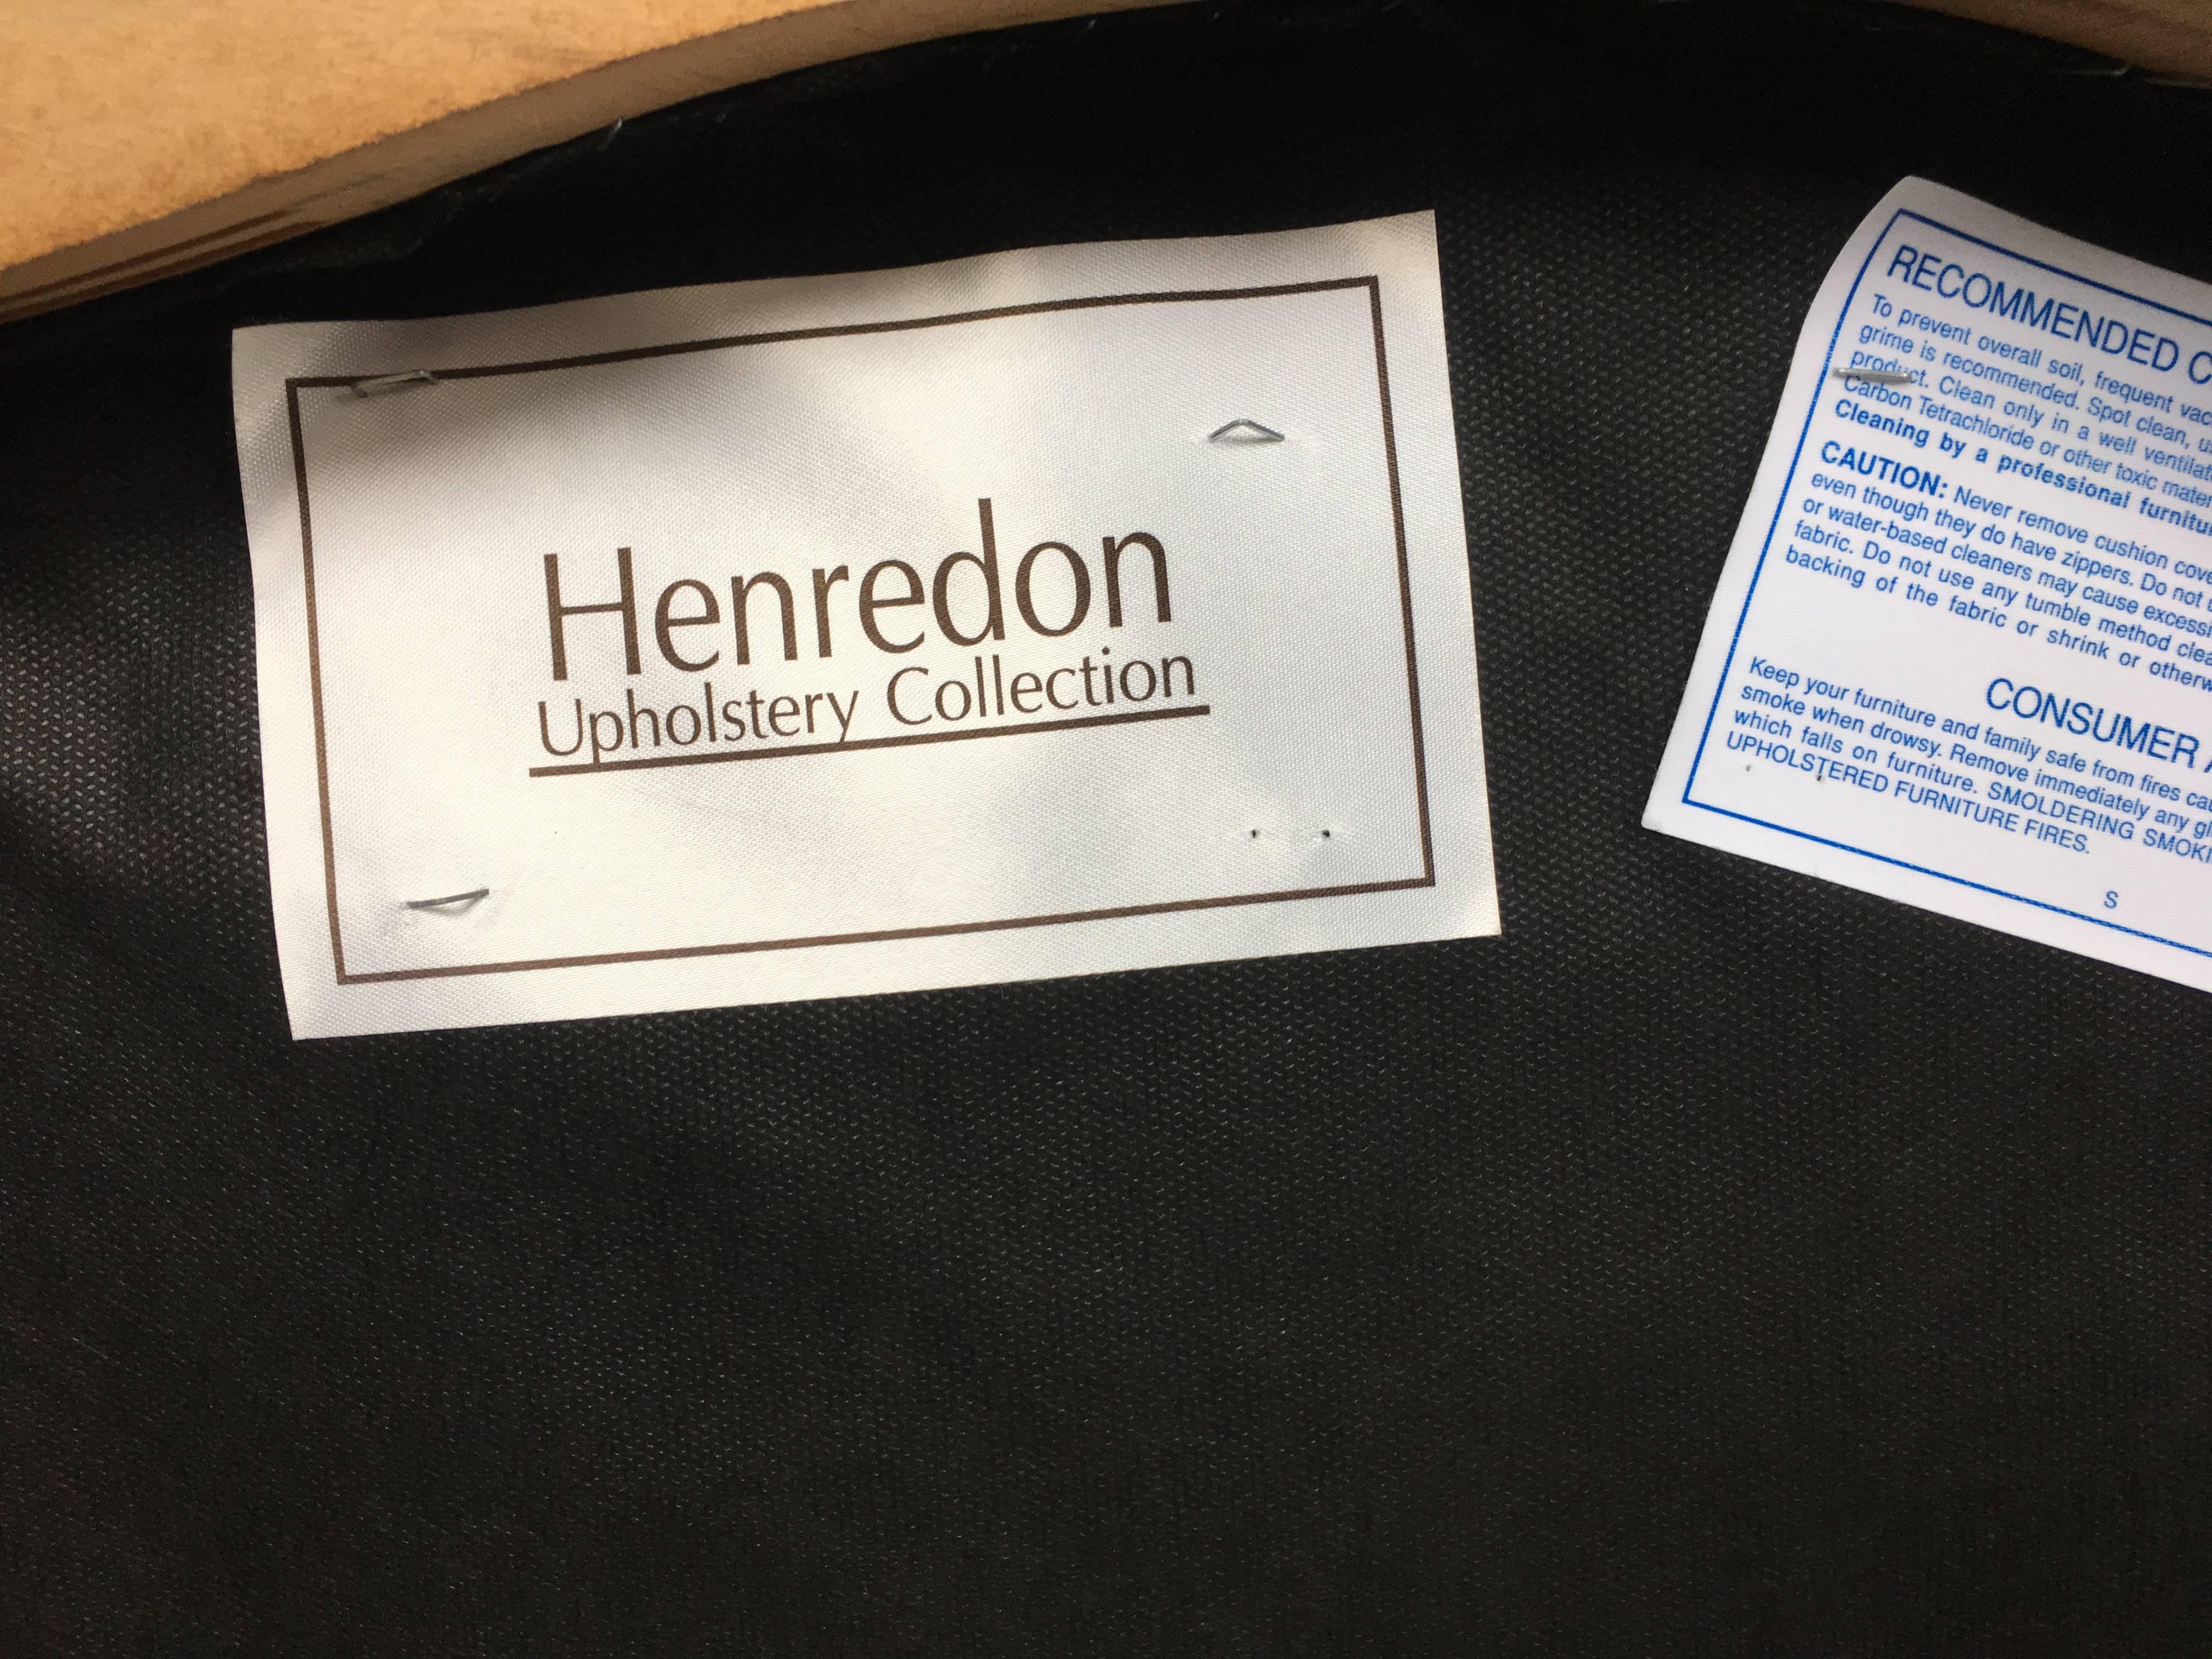 Henredon
Upholstery Collection
RECOMMENDED
To prevent overall soil, frequent
grime is recommended. Spot clean,
product. Clean only in a well
Carbon Tetrachloride or other toxic
Cleaning by a professional
CAUTION: Never remove cushion
even though they do have zippers. Do not
or water-based cleaners may cause
fabric. Do not use any tumble method
backing of the fabric or shrink or
CONSUMER
Keep your furniture and family safe from fires
smoke when drowsy. Remove immediately any
which falls on furniture. SMOLDERING
UPHOLSTERED FURNITURE FIRES.
S